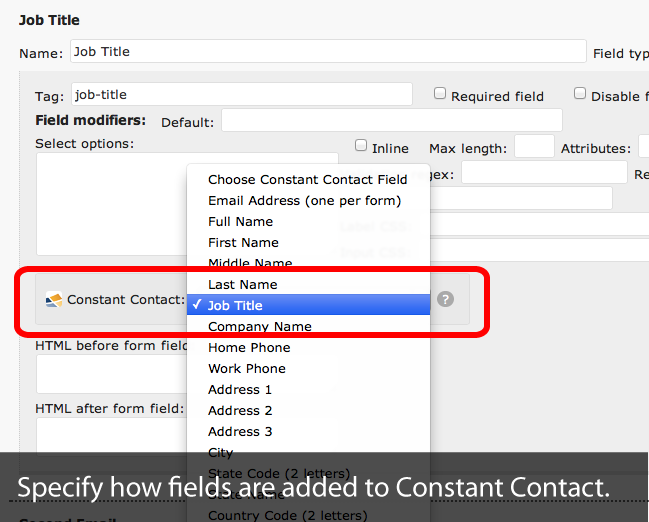 Job Title
Name: Job Title Field typ
Tag: job-title Required field Disable f
Field modifiers: Default:
Select options: Inline Max length: Attributes:
gex: Re
Choose Constant Contact Field
Email Address (one per form)
Full Name
First Name
Middle Name
Last Name
Constant Contact: ✓ Job Title ?
Company Name
HTML before form field
Home Phone
Work Phone
Address 1
HTML after form field:
Address 2
Address 3
City
State Code (2 letters)
Specify how fields are added to Constant Contact.
State Name
Second Email
Country Code (2 letters)